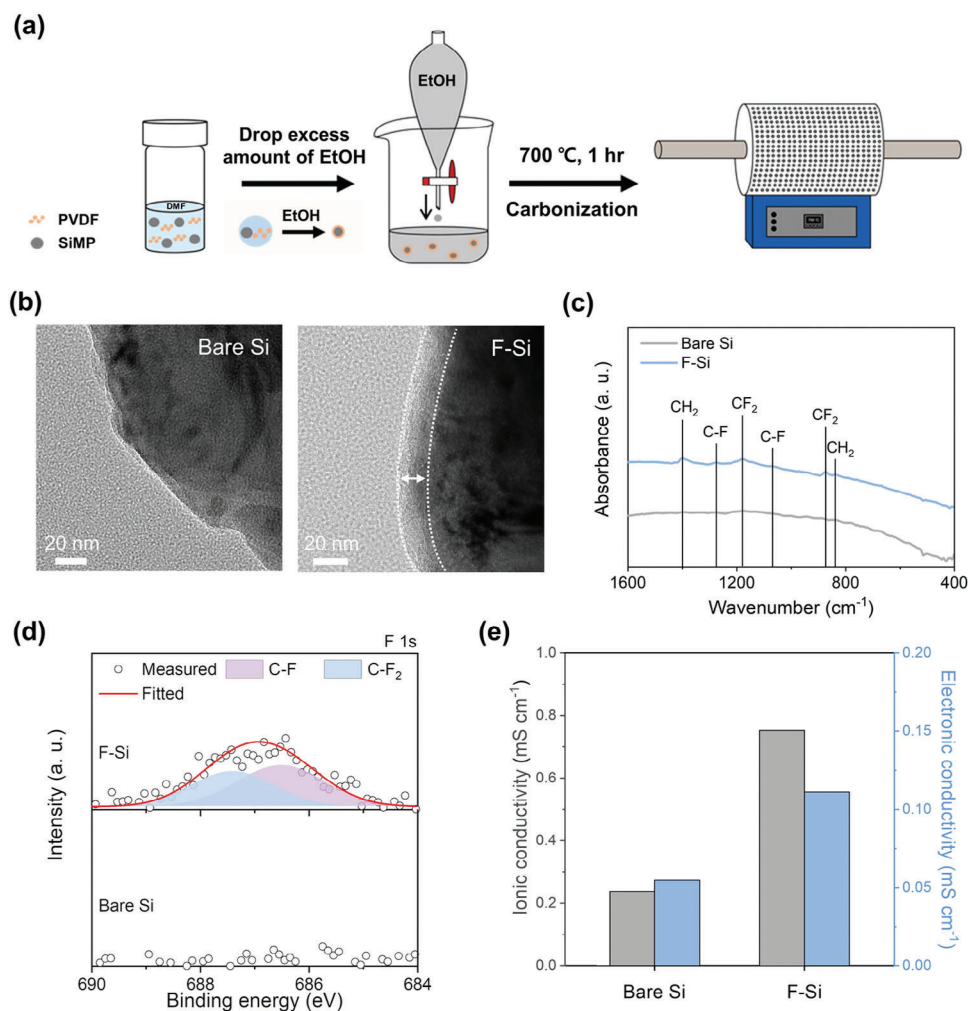 (a)
EtOH
Drop excess
amount of EtOH
700 ℃, 1 hr
DMF
EtOH
Carbonization
PVDF
SiMP
(b)
Bare Si
20 nm
F-Si
20 nm
(c)
Bare Si
F-Si
CH₂
C-F
CF₂
C-F
CF₂
CH₂
Absorbance (a. u.)
1600
1200
800
400
Wavenumber (cm⁻¹)
(d)
F 1s
Measured
C-F
C-F₂
Fitted
F-Si
Bare Si
Intensity (a. u.)
690
688
686
684
Binding energy (eV)
(e)
Ionic conductivity (mS cm⁻¹)
1.0
0.8
0.6
0.4
0.2
0.0
Electronic conductivity (mS cm⁻¹)
0.20
0.15
0.10
0.05
0.00
Bare Si
F-Si